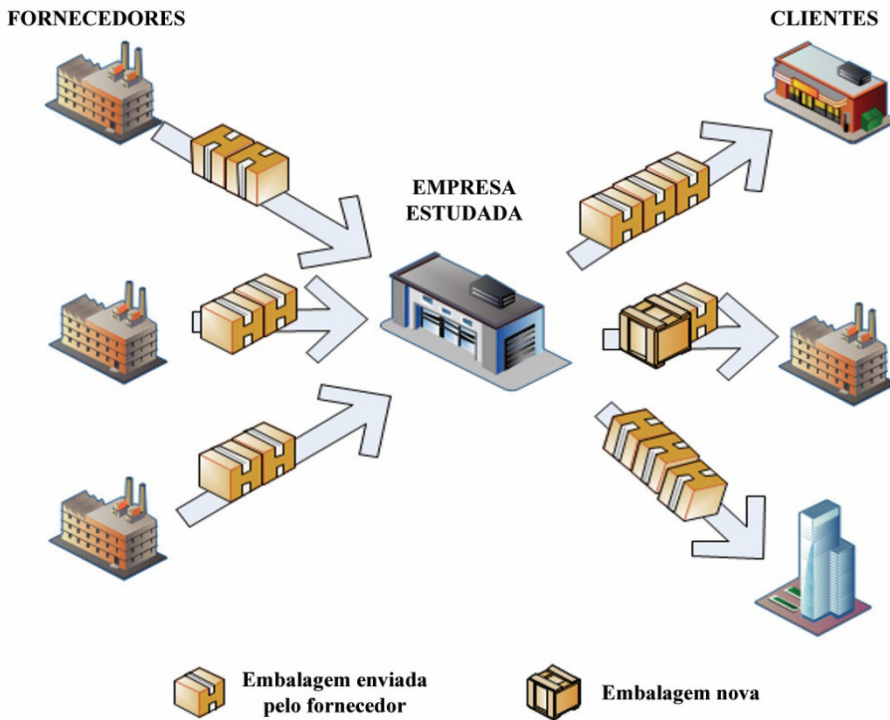 FORNECEDORES
CLIENTES
EMPRESA
ESTUDADA
Embalagem enviada
pelo fornecedor
Embalagem nova